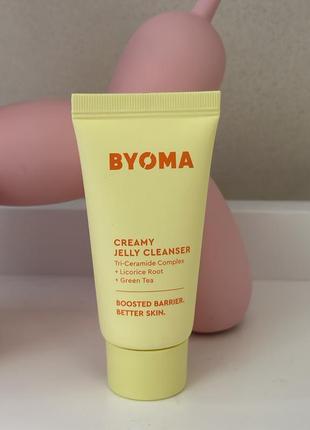 BYOMA
CREAMY
JELLY CLEANSER
Tri-Ceramide Complex
+ Licorice Root
+ Green Tea
BOOSTED BARRIER.
BETTER SKIN.